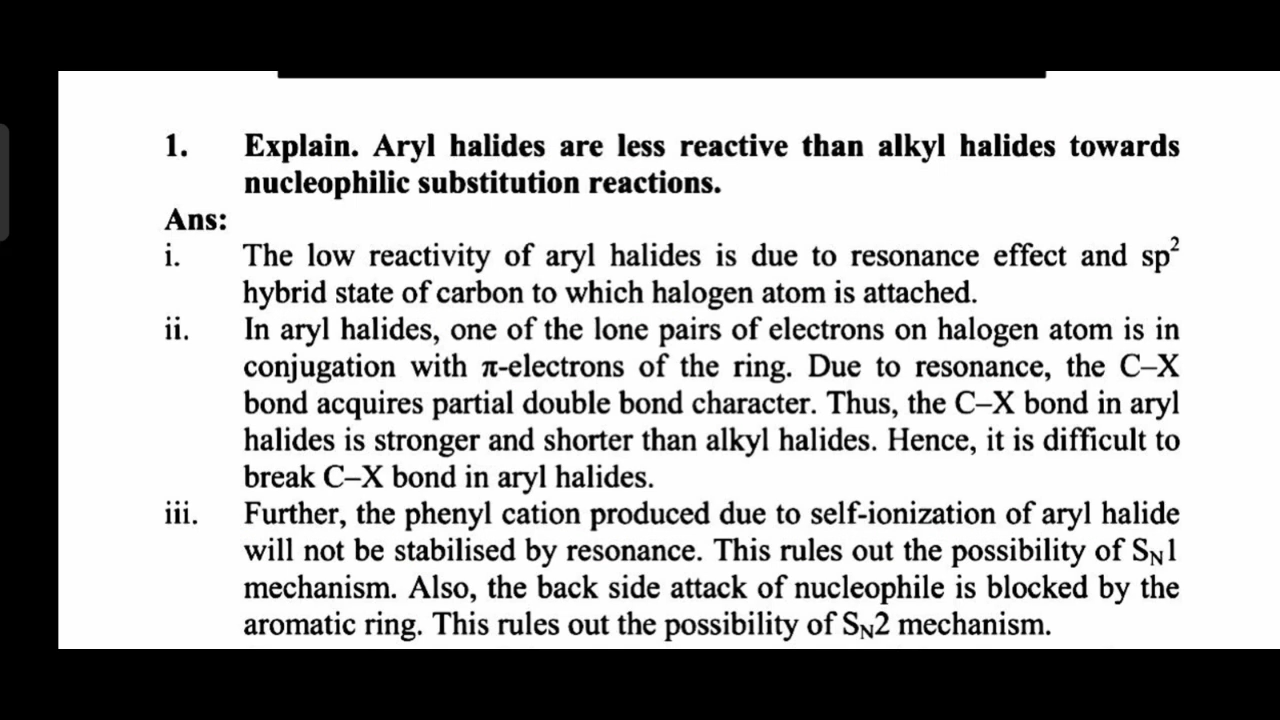 1. Explain. Aryl halides are less reactive than alkyl halides towards
nucleophilic substitution reactions.
Ans:
i. The low reactivity of aryl halides is due to resonance effect and sp²
hybrid state of carbon to which halogen atom is attached.
ii. In aryl halides, one of the lone pairs of electrons on halogen atom is in
conjugation with π-electrons of the ring. Due to resonance, the C–X
bond acquires partial double bond character. Thus, the C–X bond in aryl
halides is stronger and shorter than alkyl halides. Hence, it is difficult to
break C–X bond in aryl halides.
iii. Further, the phenyl cation produced due to self-ionization of aryl halide
will not be stabilised by resonance. This rules out the possibility of SN1
mechanism. Also, the back side attack of nucleophile is blocked by the
aromatic ring. This rules out the possibility of SN2 mechanism.